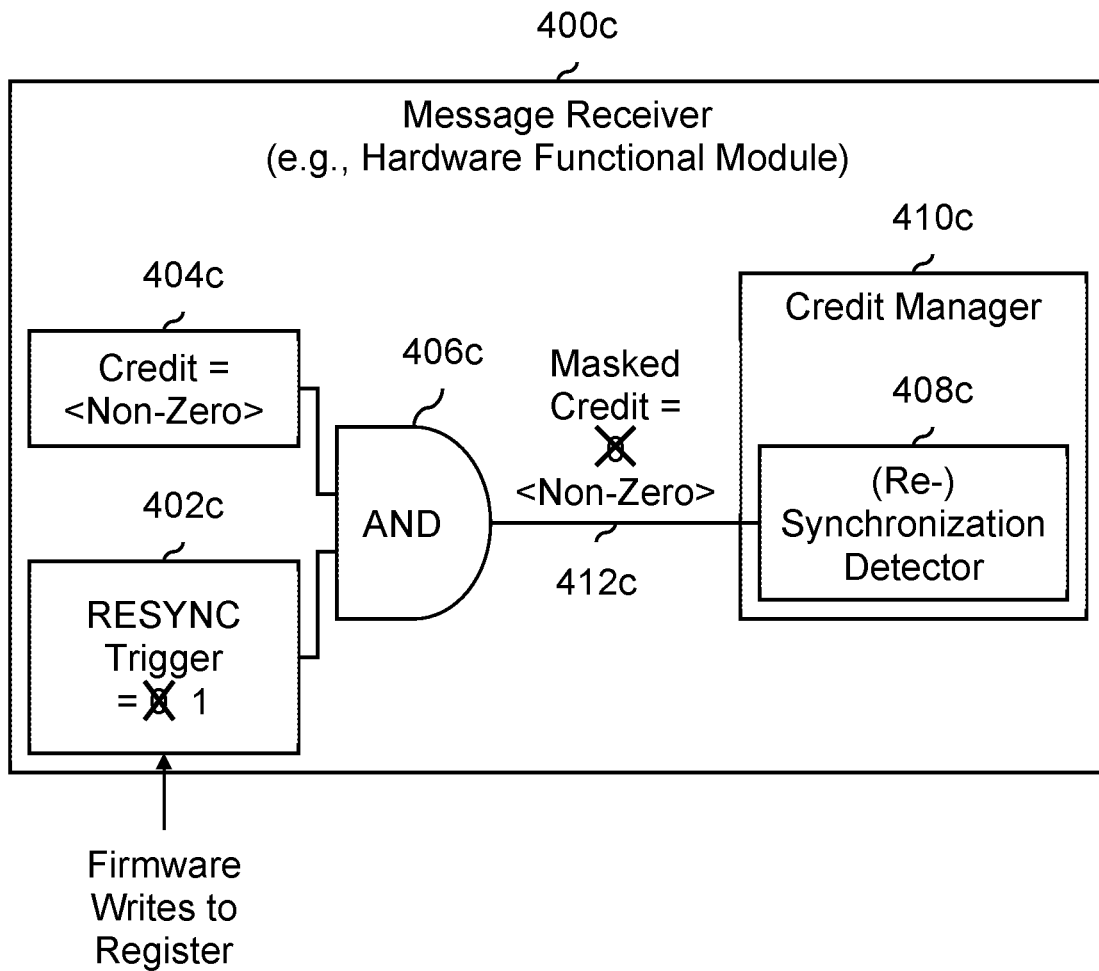 400c
Message Receiver
(e.g., Hardware Functional Module)
410c
Credit Manager
404c
Credit =
<Non-Zero>
406c
Masked
Credit =
0
<Non-Zero>
408c
(Re-)
Synchronization
Detector
402c
RESYNC
Trigger
= 0 1
AND
412c
Firmware
Writes to
Register